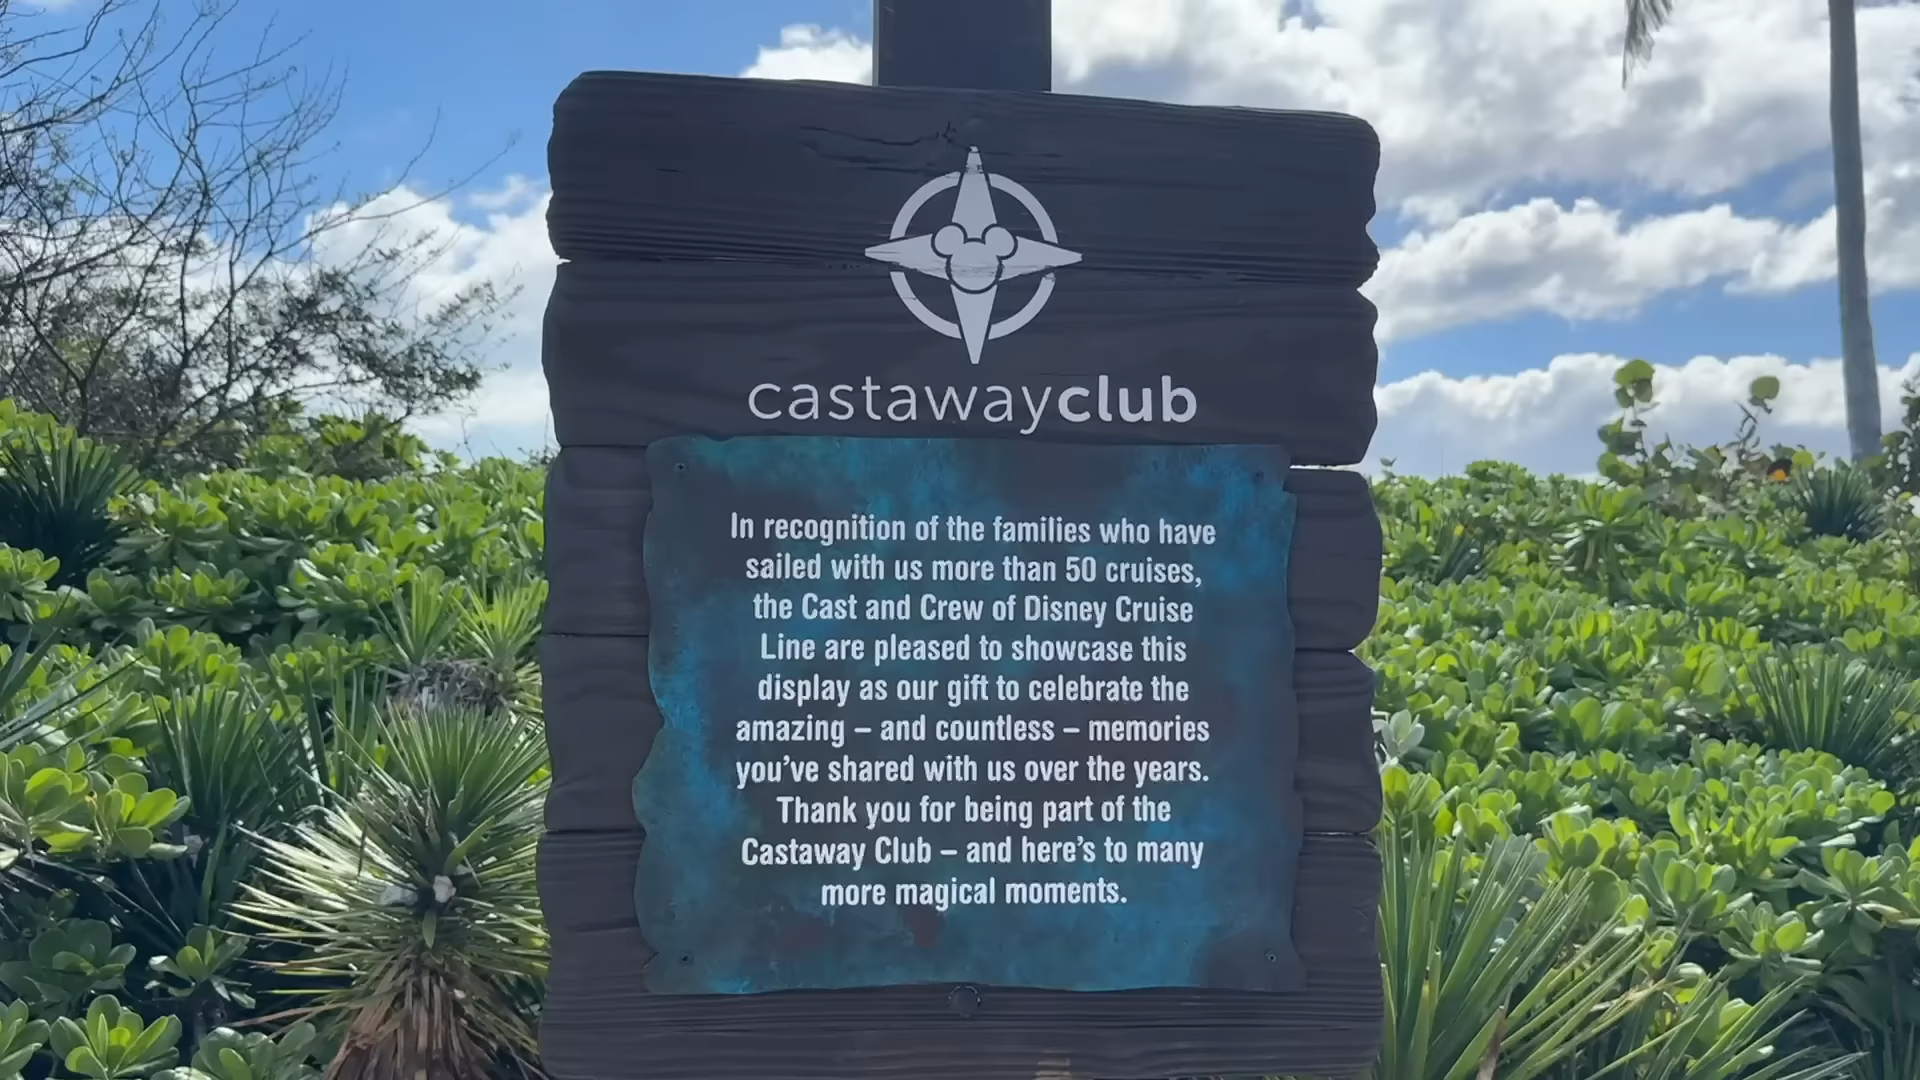 castawayclub
In recognition of the families who have
sailed with us more than 50 cruises,
the Cast and Crew of Disney Cruise
Line are pleased to showcase this
display as our gift to celebrate the
amazing – and countless – memories
you've shared with us over the years.
Thank you for being part of the
Castaway Club – and here's to many
more magical moments.